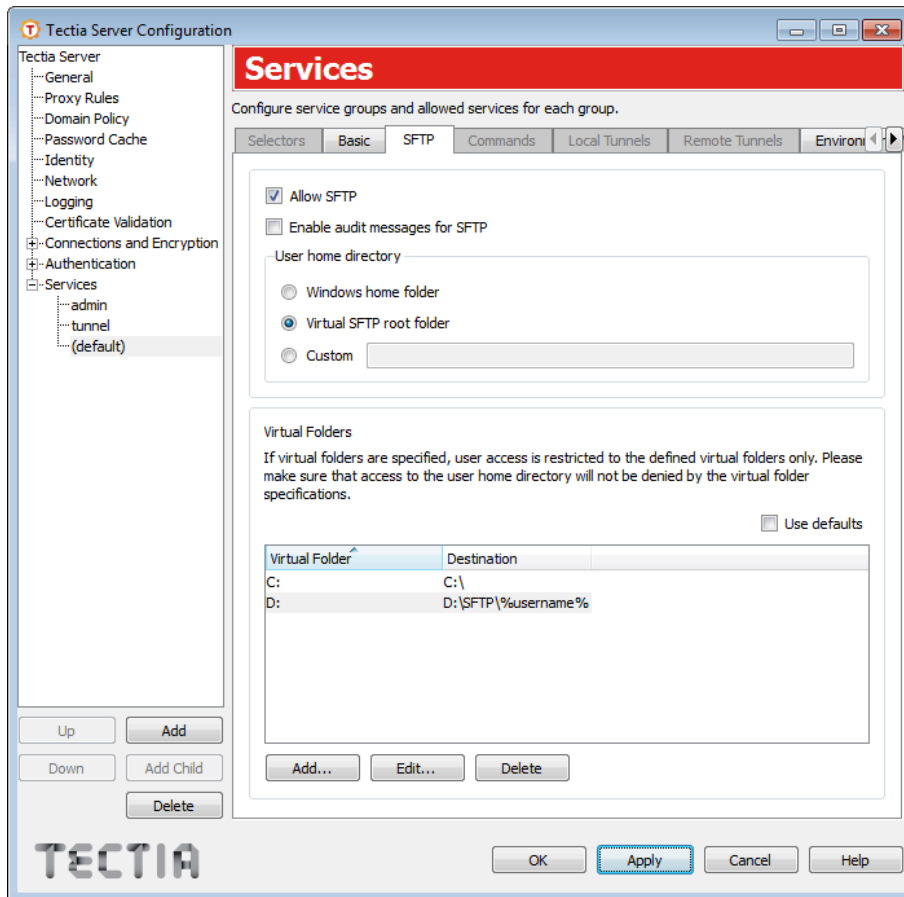 Tectia Server Configuration
Tectia Server
General
Proxy Rules
Domain Policy
Password Cache
Identity
Network
Logging
Certificate Validation
Connections and Encryption
Authentication
Services
admin
tunnel
(default)
Up
Add
Down
Add Child
Delete
Services
Configure service groups and allowed services for each group.
Selectors
Basic
SFTP
Commands
Local Tunnels
Remote Tunnels
Allow SFTP
Enable audit messages for SFTP
User home directory
Windows home folder
Virtual SFTP root folder
Custom
Virtual Folders
If virtual folders are specified, user access is restricted to the defined virtual folders only. Please
make sure that access to the user home directory will not be denied by the virtual folder
specifications.
Use defaults
Virtual Folder Destination
C: C:\
D: D:\SFTP\%username%
Add...
Edit...
Delete
TECTIA
OK
Apply
Cancel
Help